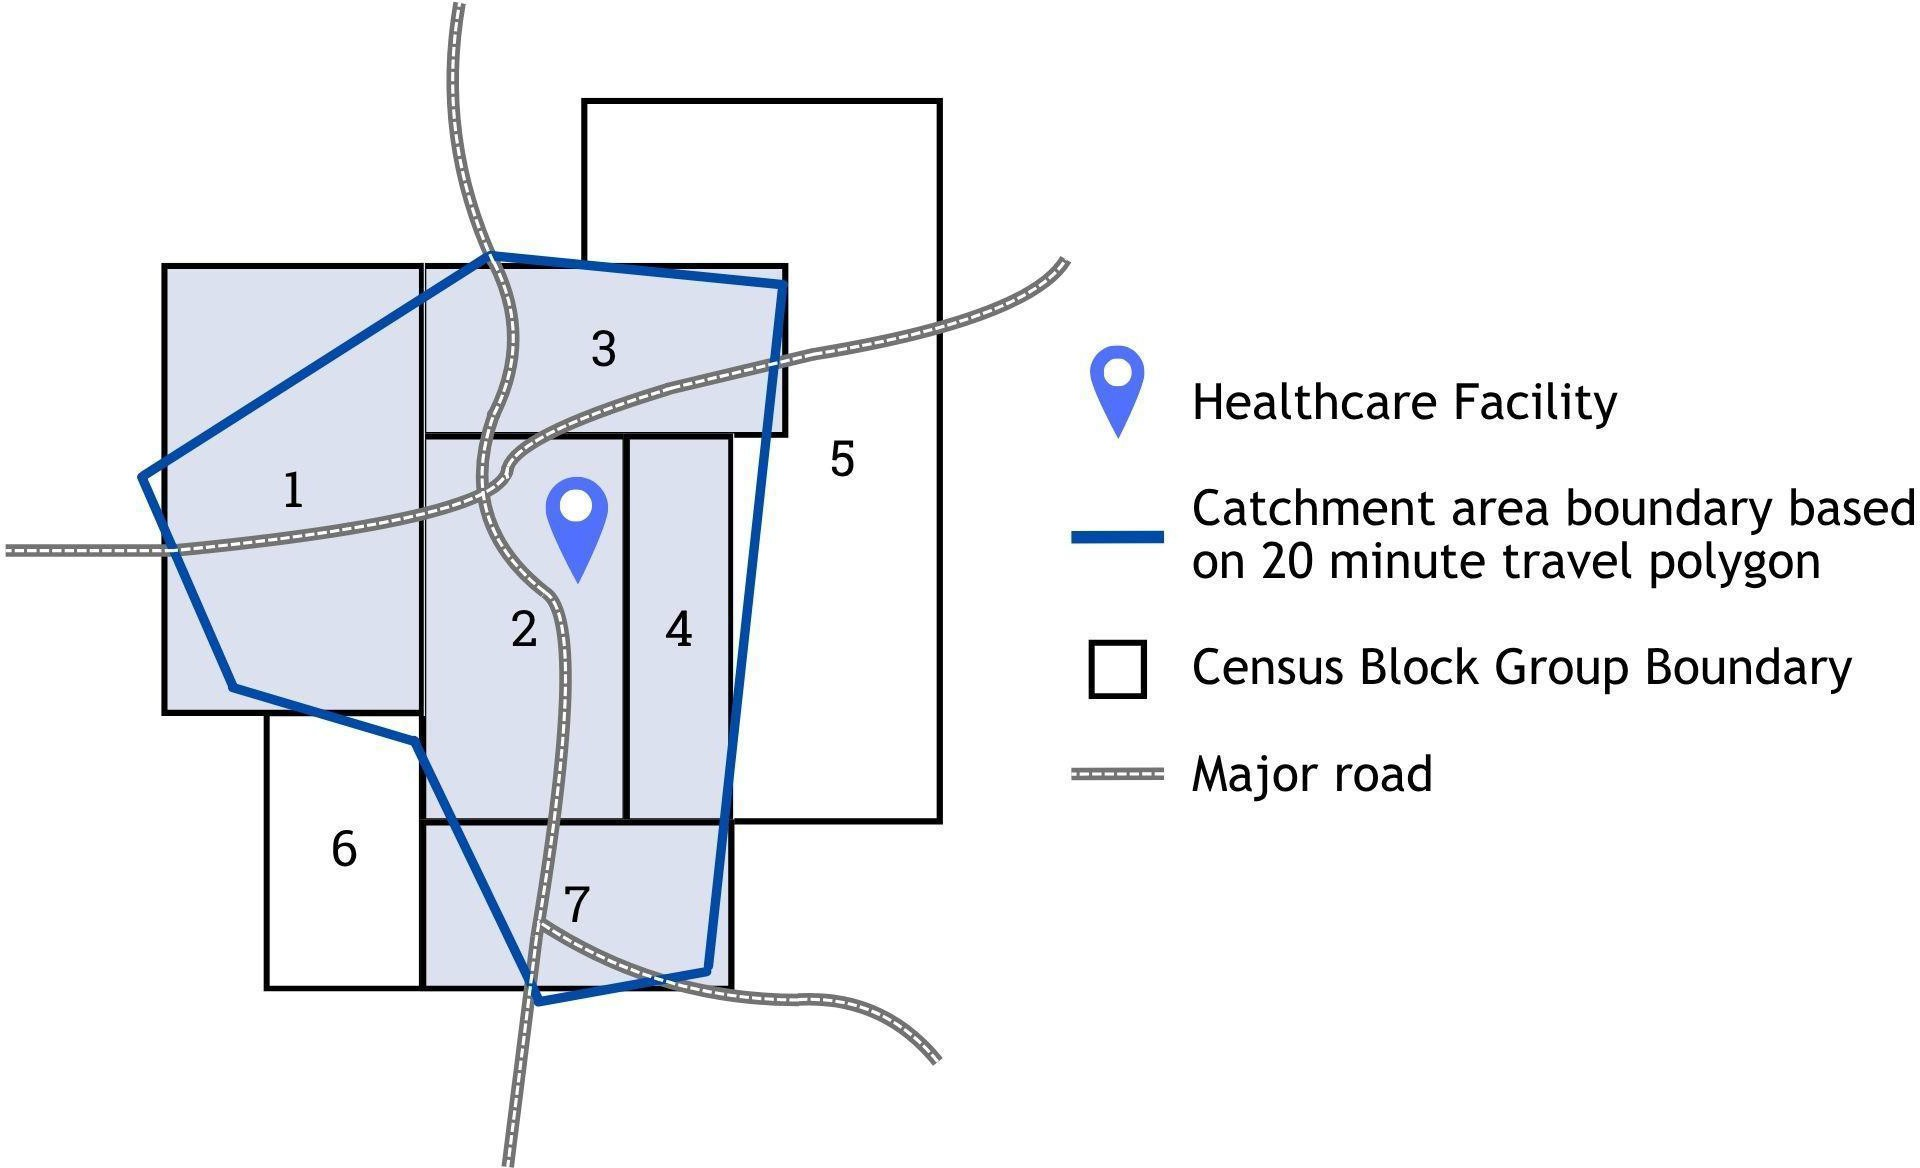 3
5
1
2
4
6
7
Healthcare Facility
Catchment area boundary based
on 20 minute travel polygon
Census Block Group Boundary
Major road